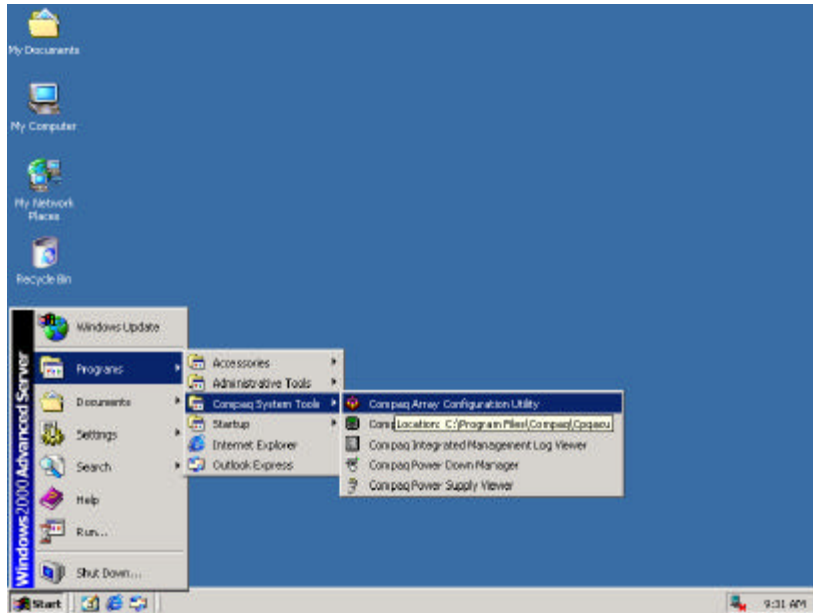 My Documents
My Computer
My Network
Places
Recycle Bin
Windows 2000 Advanced Server
Windows Update
Programs
Documents
Settings
Search
Help
Run...
Shut Down...
Accessories
Administrative Tools
Compaq System Tools
Startup
Internet Explorer
Outlook Express
Compaq Array Configuration Utility
Location: C:\Program Files\Compaq\Cpqacu
Compaq Integrated Management Log Viewer
Compaq Power Down Manager
Compaq Power Supply Viewer
Start
9:31 AM